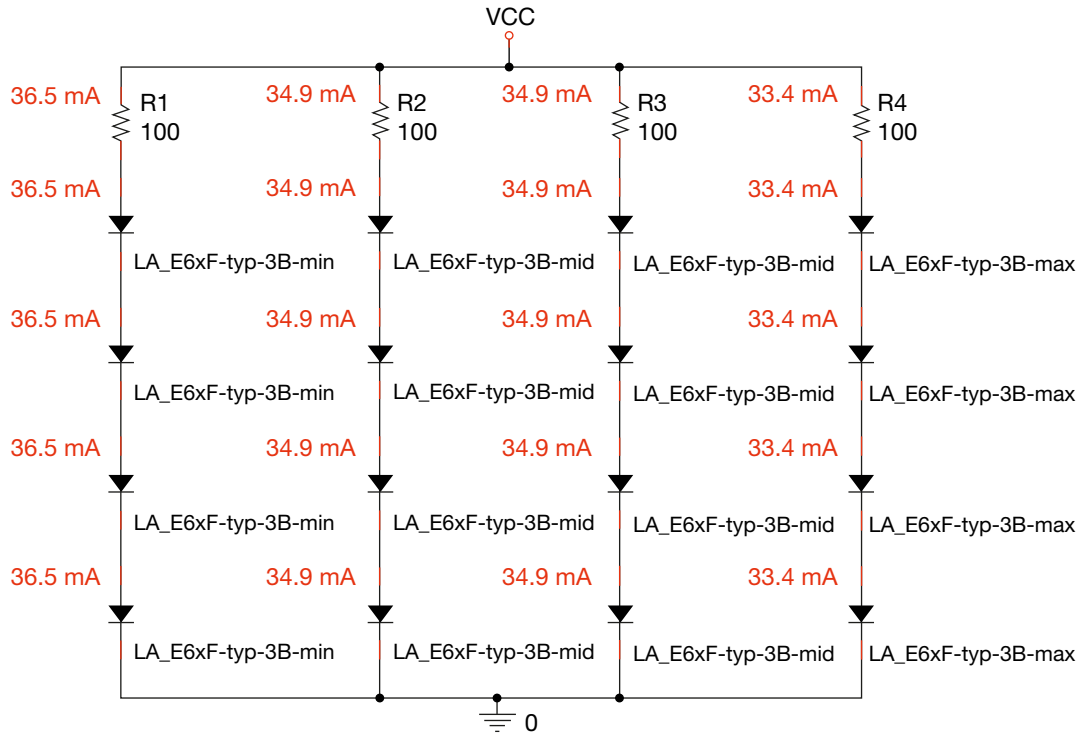 VCC
36.5 mA
R1
100
34.9 mA
R2
100
34.9 mA
R3
100
33.4 mA
R4
100
36.5 mA
34.9 mA
34.9 mA
33.4 mA
LA_E6xF-typ-3B-min
LA_E6xF-typ-3B-mid
LA_E6xF-typ-3B-mid
LA_E6xF-typ-3B-max
36.5 mA
34.9 mA
34.9 mA
33.4 mA
LA_E6xF-typ-3B-min
LA_E6xF-typ-3B-mid
LA_E6xF-typ-3B-mid
LA_E6xF-typ-3B-max
36.5 mA
34.9 mA
34.9 mA
33.4 mA
LA_E6xF-typ-3B-min
LA_E6xF-typ-3B-mid
LA_E6xF-typ-3B-mid
LA_E6xF-typ-3B-max
36.5 mA
34.9 mA
34.9 mA
33.4 mA
LA_E6xF-typ-3B-min
LA_E6xF-typ-3B-mid
LA_E6xF-typ-3B-mid
LA_E6xF-typ-3B-max
0